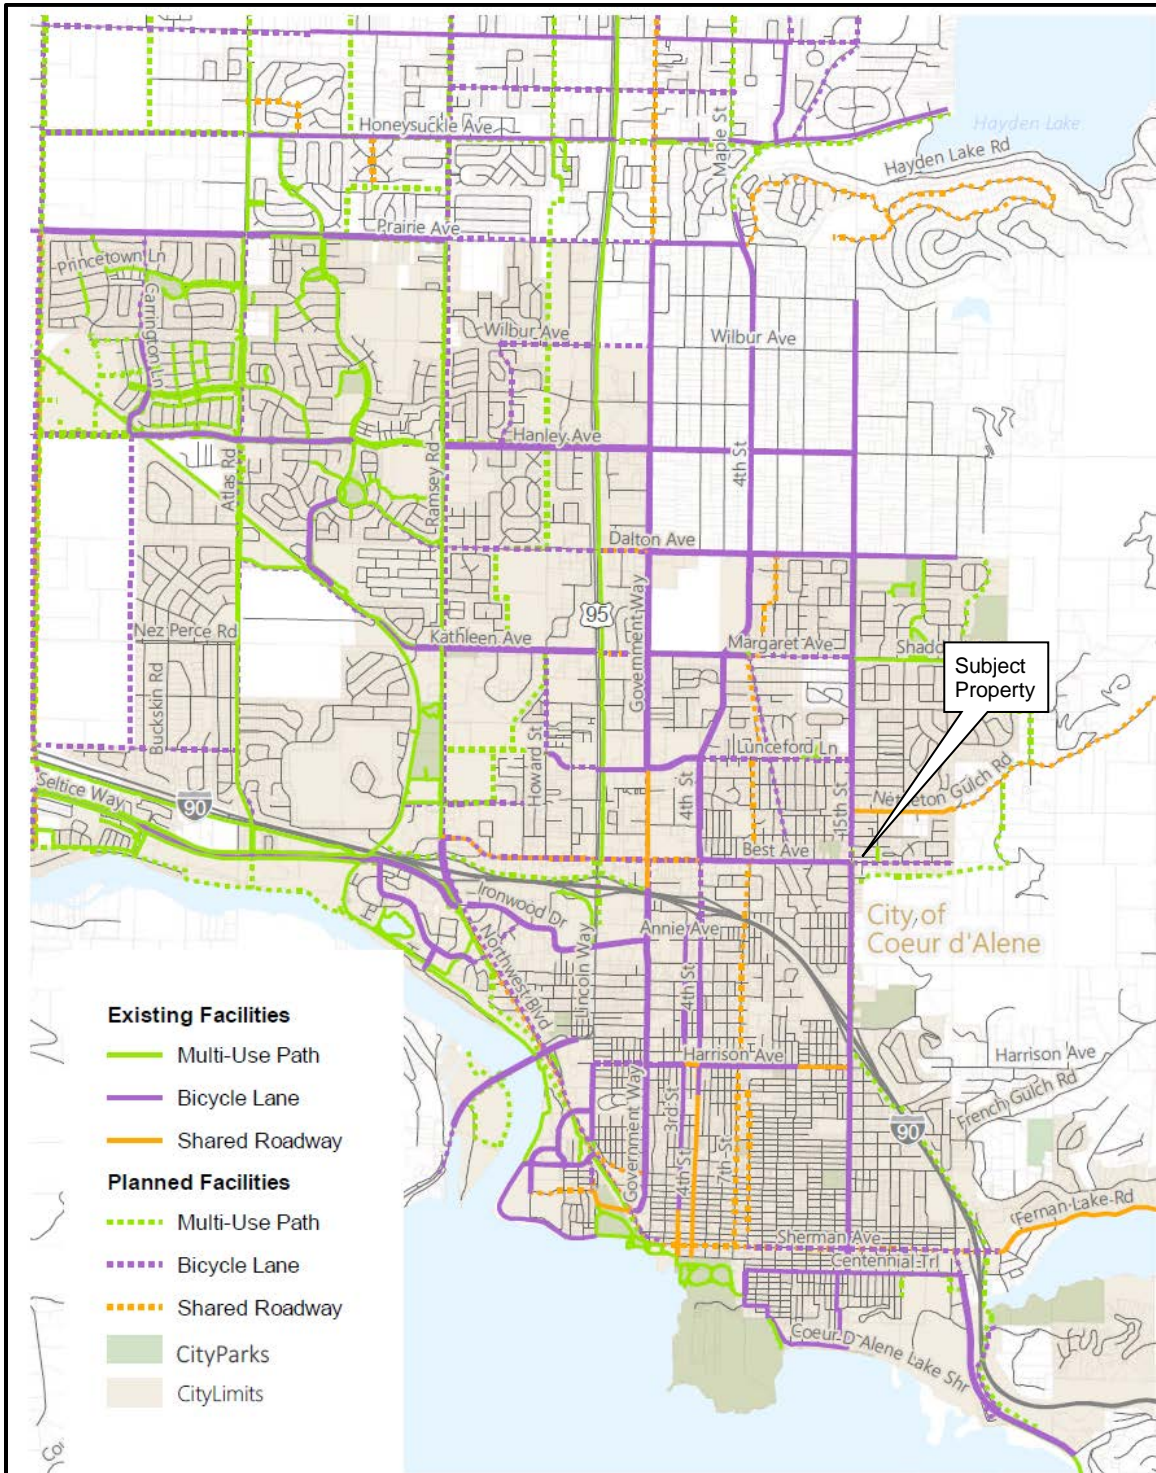 Honeysuckle Ave
Maple St
Hayden Lake
Hayden Lake Rd
Prairie Ave
Princetown Ln
Carrington Ln
Wilbur Ave
Wilbur Ave
Hanley Ave
Atlas Rd
Ramsey Rd
4th St
Dalton Ave
Government Way
95
Nez Perce Rd
Kathleen Ave
Margaret Ave
Shadd
Subject
Property
Buckskin Rd
Howard St
Lunceford Ln
Seltice Way
90
4th St
15th St
Nettleton Gulch Rd
Best Ave
Ironwood Dr
City of
Coeur d'Alene
Annie Ave
Northwest Blvd
Lincoln Way
4th St
Existing Facilities
Multi-Use Path
Bicycle Lane
Shared Roadway
Planned Facilities
Multi-Use Path
Bicycle Lane
Shared Roadway
CityParks
CityLimits
Harrison Ave
Harrison Ave
French Gulch Rd
Government Way
3rd St
4th St
7th St
90
Fernan Lake Rd
Sherman Ave
Centennial Trl
Coeur D'Alene Lake Shr